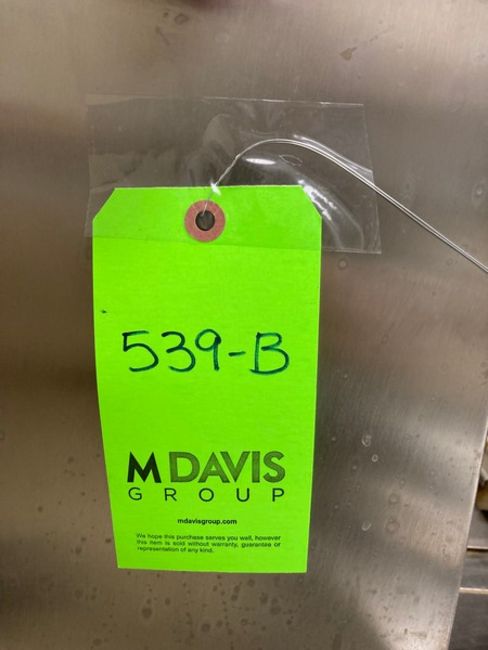 539-B
M DAVIS
GROUP
mdavisgroup.com
We hope this purchase serves you well, however
this item is sold without warranty, guarantee or
representation of any kind.